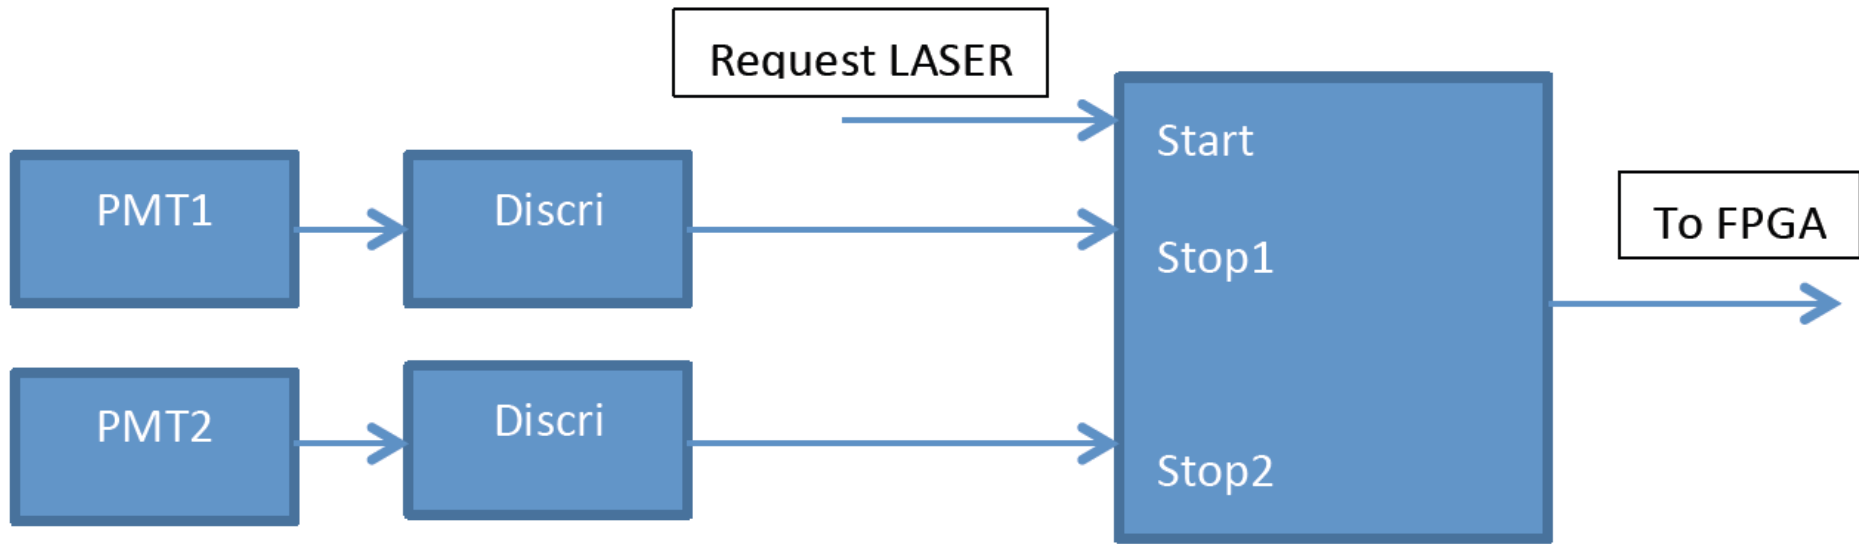 Request LASER
Start
PMT1
Discri
Stop1
To FPGA
PMT2
Discri
Stop2